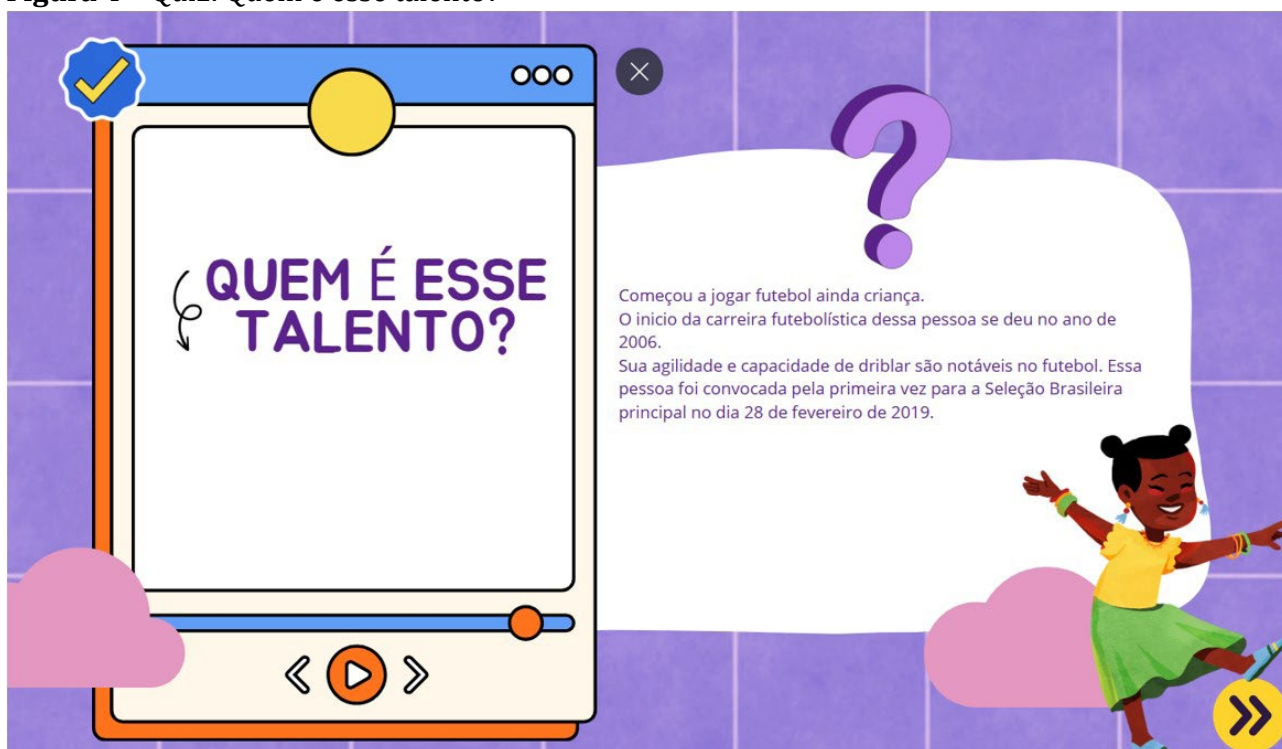 QUEM É ESSE
TALENTO?
Começou a jogar futebol ainda criança.
O inicio da carreira futebolística dessa pessoa se deu no ano de
2006.
Sua agilidade e capacidade de driblar são notáveis no futebol. Essa
pessoa foi convocada pela primeira vez para a Seleção Brasileira
principal no dia 28 de fevereiro de 2019.